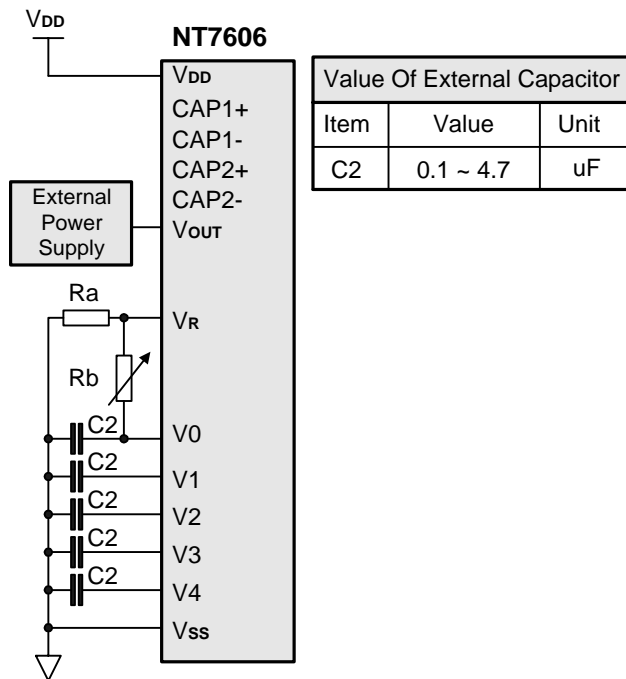 VDD
NT7606
VDD
CAP1+
CAP1-
CAP2+
CAP2-
VOUT
External
Power
Supply
Ra
VR
Rb
C2
V0
C2
V1
C2
V2
C2
V3
C2
V4
Vss
Value Of External Capacitor
Item Value Unit
C2 0.1 ~ 4.7 uF